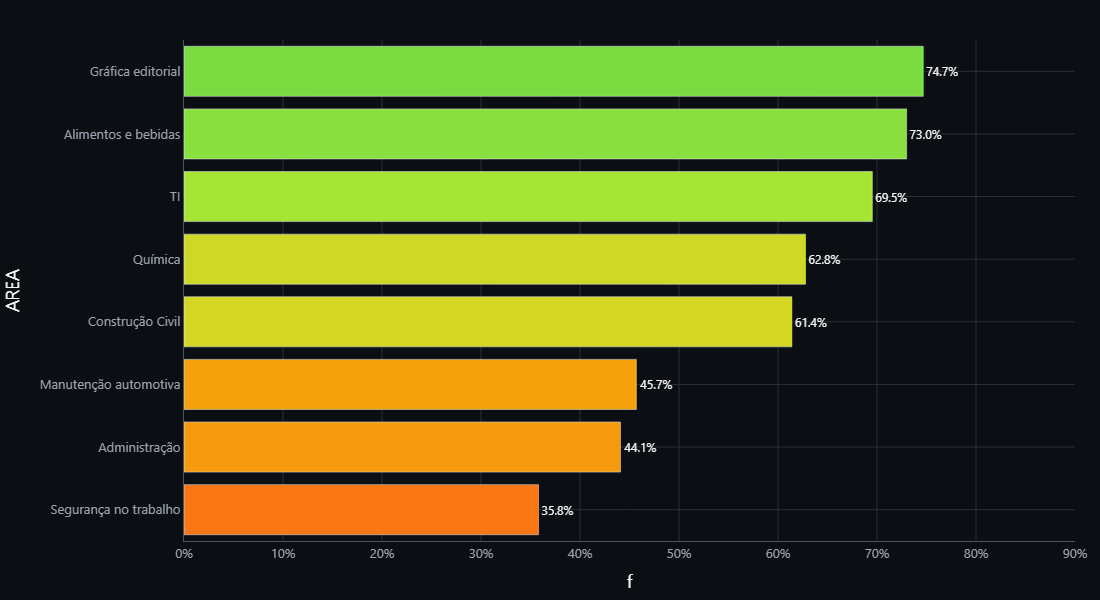 Gráfica editorial 74.7%
Alimentos e bebidas 73.0%
TI 69.5%
Química 62.8%
AREA
Construção Civil 61.4%
Manutenção automotiva 45.7%
Administração 44.1%
Segurança no trabalho 35.8%
0% 10% 20% 30% 40% 50% 60% 70% 80% 90%
f